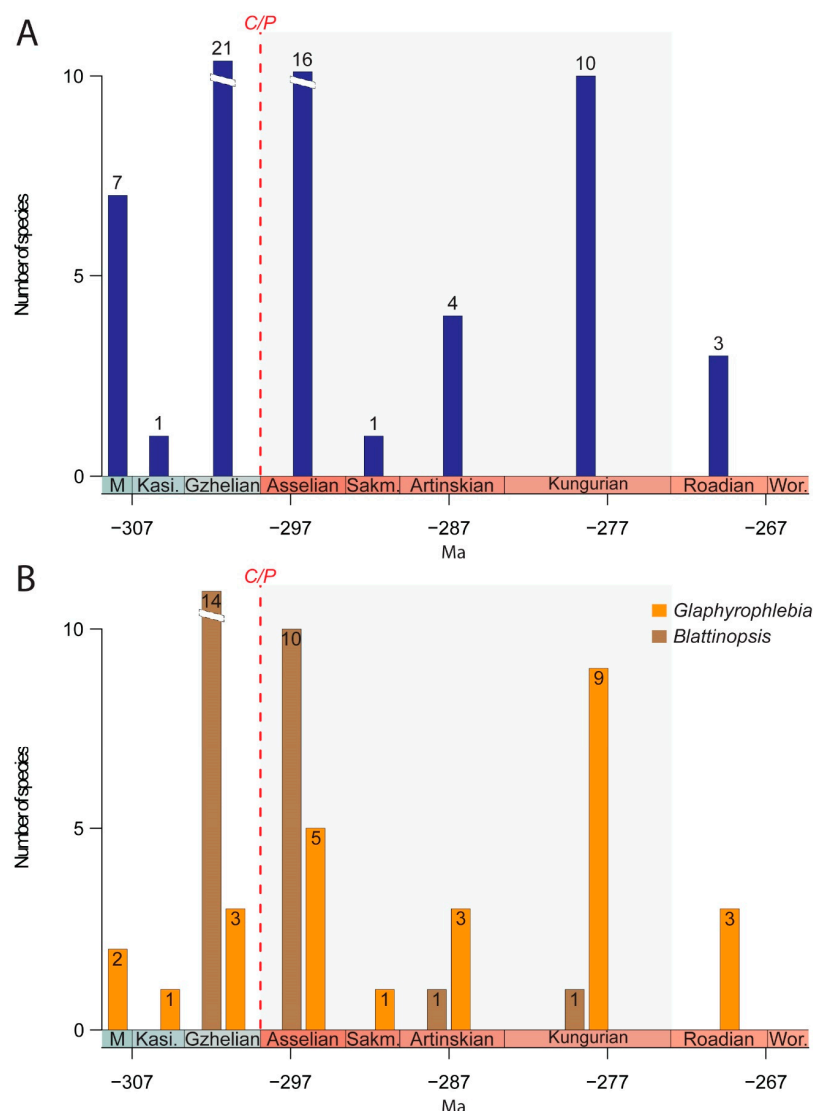 A
C/P
21
16
10
10
7
5
4
3
1
1
0
Number of species
M Kasi. Gzhelian Asselian Sakm. Artinskian Kungurian Roadian Wor.
−307 −297 −287 −277 −267
Ma
B
C/P
Glaphyrophlebia
Blattinopsis
14
10
10
9
5
5
3
3
3
2
1
1
1
1
0
Number of species
M Kasi. Gzhelian Asselian Sakm. Artinskian Kungurian Roadian Wor.
−307 −297 −287 −277 −267
Ma